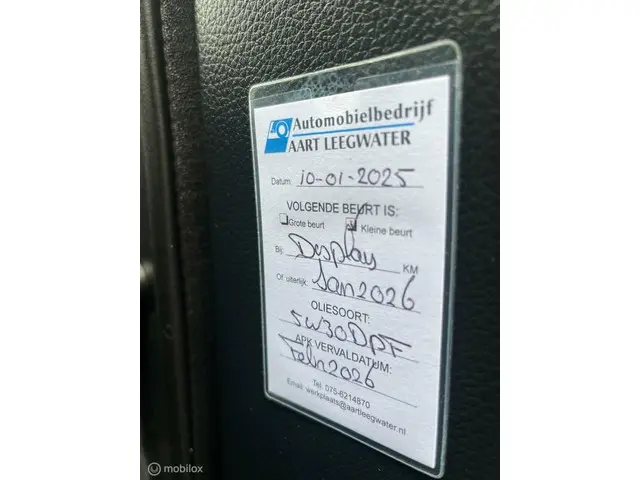 Automobielbedrijf
AART LEEGWATER
Datum: 10-01-2025
VOLGENDE BEURT IS:
Grote beurt Kleine beurt
Bij: Display KM
Of uiterlijk: Jan 2026
OLIESOORT:
5W30 DPF
APK VERVALDATUM:
Febr 2026
Tel: 075-6214870
Email: werkplaats@aartleegwater.nl
mobilox